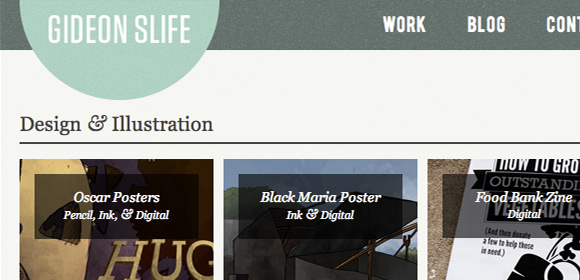 GIDEON SLIFE
WORK BLOG CONT
Design & Illustration
Oscar Posters
Pencil, Ink, & Digital
HUG
Black Maria Poster
Ink & Digital
HOW TO GRO
OUTSTANDIN
VEGETABLES
Food Bank Zine
Digital
(And then donate
a few to help those
in need.)